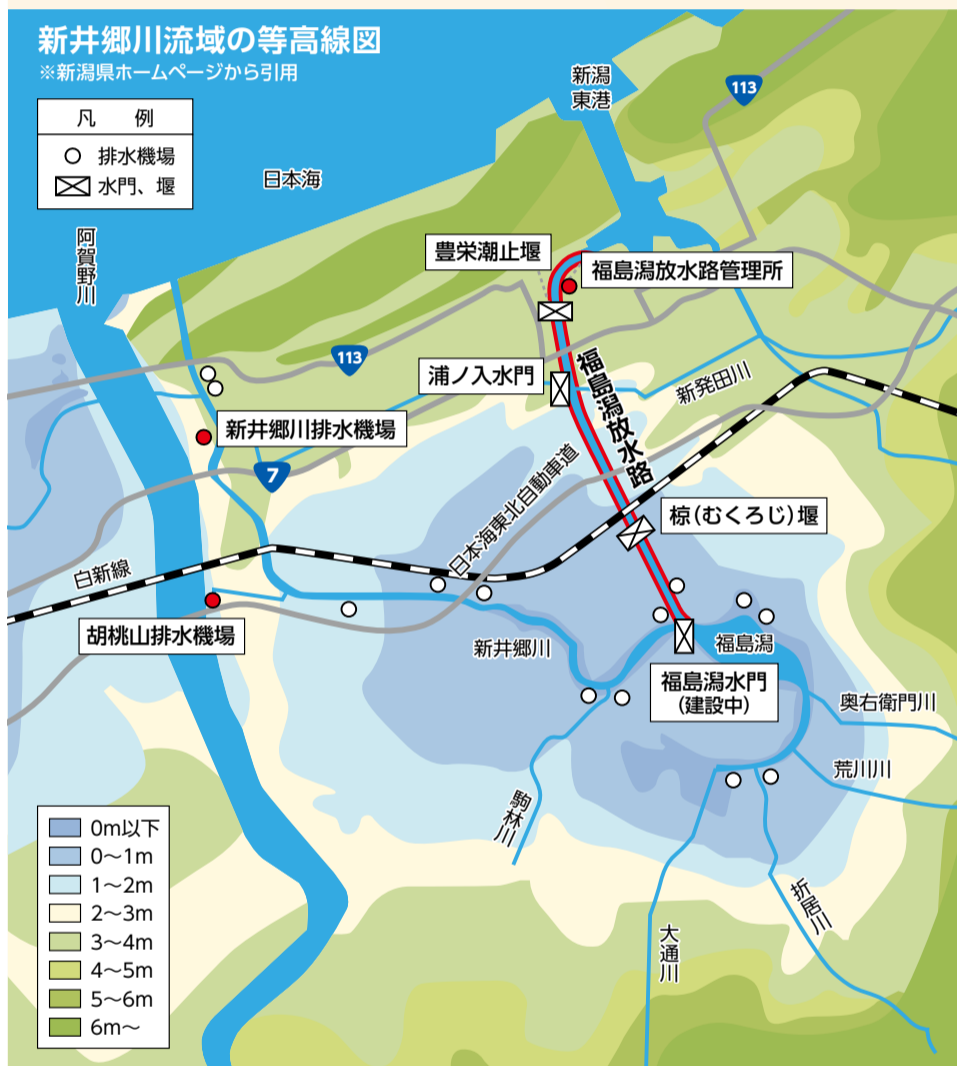 新井郷川流域の等高線図
※新潟県ホームページから引用
凡 例
排水機場
水門、堰
日本海
新潟
東港
113
阿賀野川
豊栄潮止堰
福島潟放水路管理所
113
浦ノ入水門
福島潟放水路
新発田川
新井郷川排水機場
7
日本海東北自動車道
椋(むくろじ)堰
白新線
胡桃山排水機場
新井郷川
福島潟
福島潟水門
(建設中)
奥右衛門川
荒川川
駒林川
折居川
大通川
0m以下
0〜1m
1〜2m
2〜3m
3〜4m
4〜5m
5〜6m
6m〜